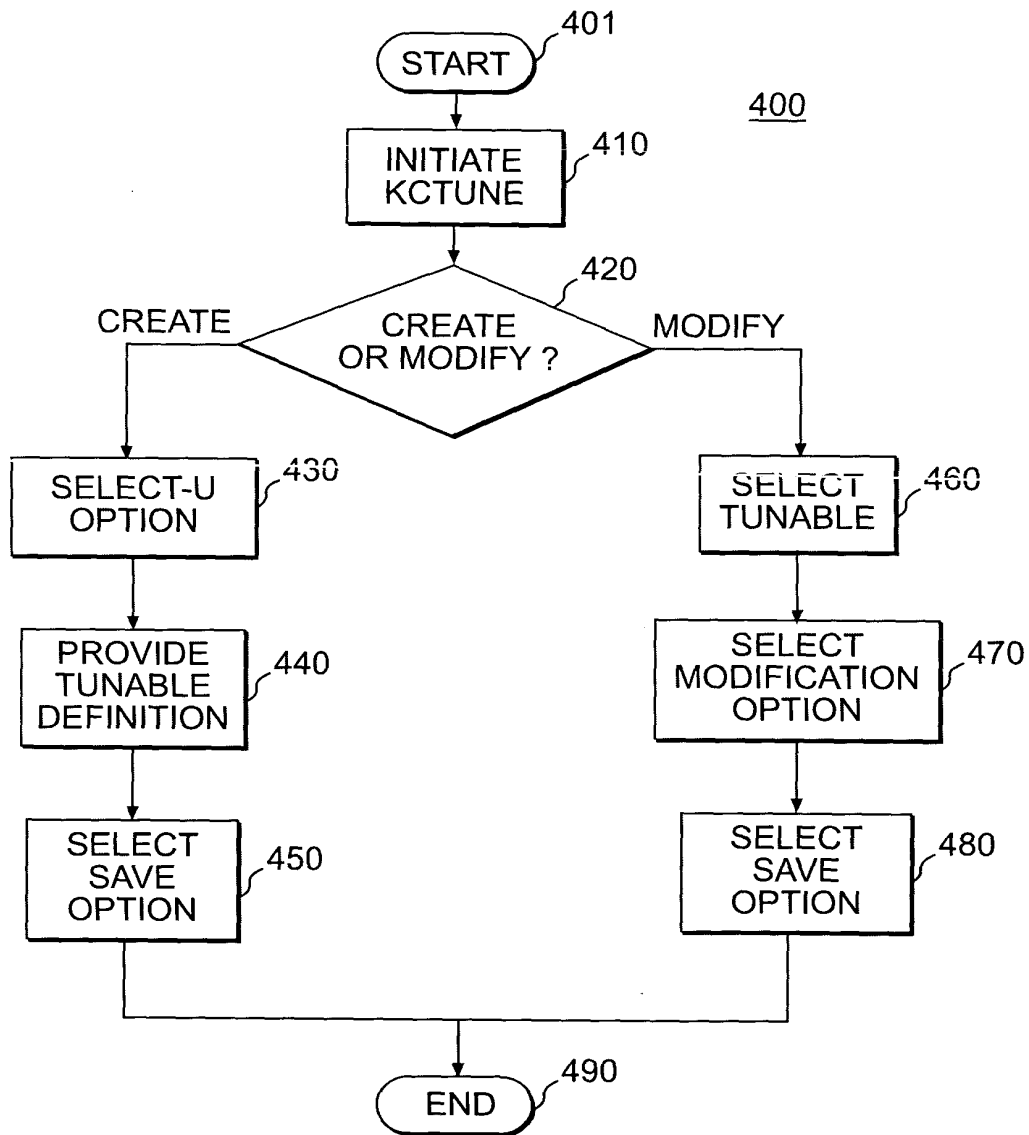 401
START
400
410
INITIATE
KCTUNE
420
CREATE
CREATE
OR MODIFY ?
MODIFY
430
SELECT-U
OPTION
460
SELECT
TUNABLE
440
PROVIDE
TUNABLE
DEFINITION
470
SELECT
MODIFICATION
OPTION
450
SELECT
SAVE
OPTION
480
SELECT
SAVE
OPTION
490
END